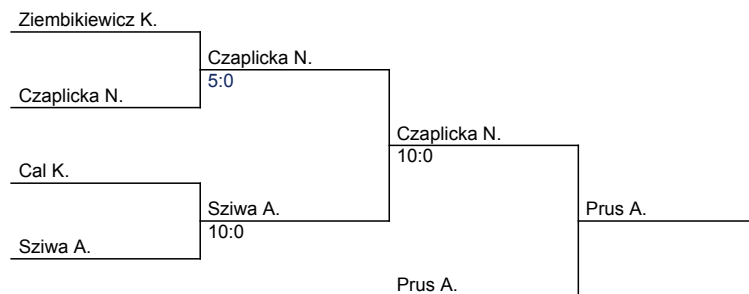 Ziembikiewicz K.
Czaplicka N.
5:0
Czaplicka N.
Czaplicka N.
10:0
Cal K.
Sziwa A.
10:0
Prus A.
Sziwa A.
Prus A.